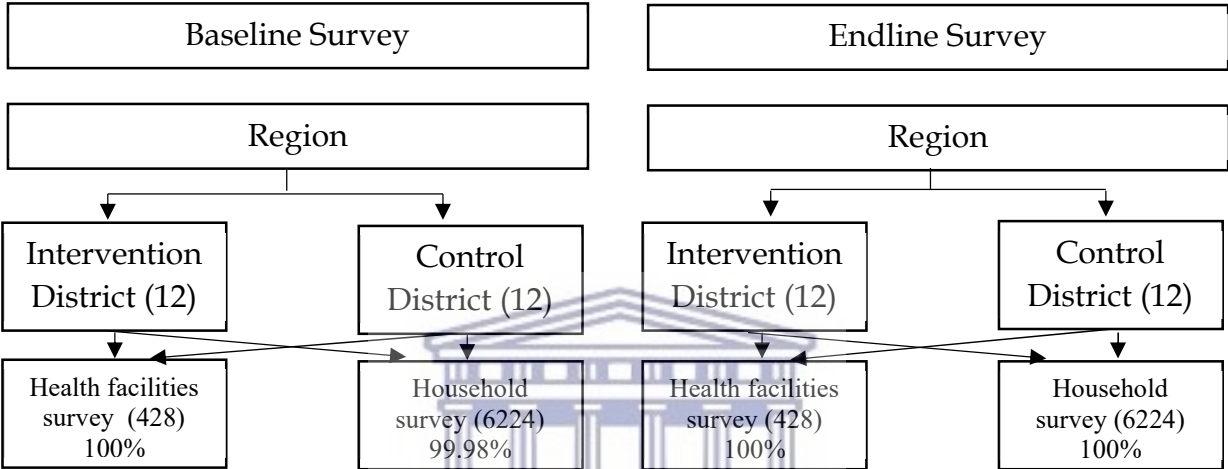 Baseline Survey
Endline Survey
Region
Region
Intervention
District (12)
Control
District (12)
Intervention
District (12)
Control
District (12)
Health facilities
survey (428)
100%
Household
survey (6224)
99.98%
Health facilities
survey (428)
100%
Household
survey (6224)
100%